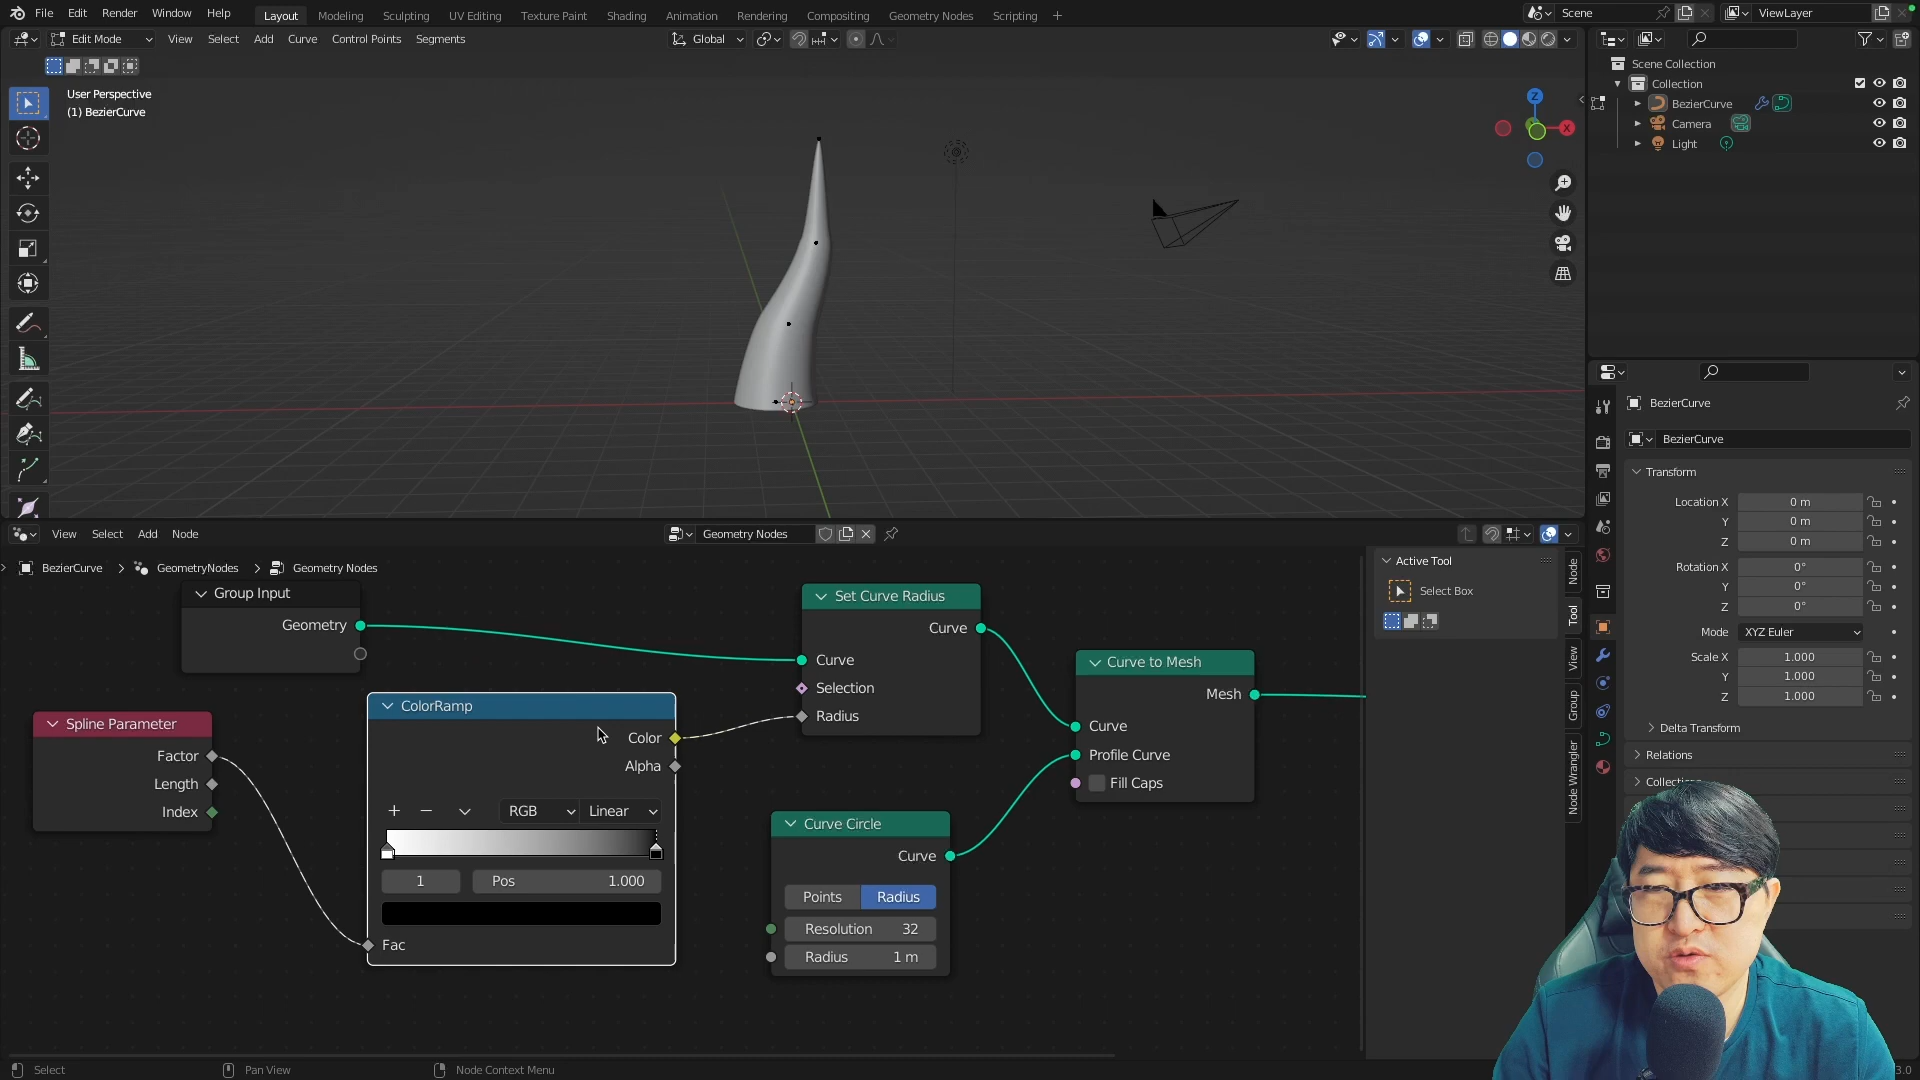 File Edit Render Window Help Layout Modeling Sculpting UV Editing Texture Paint Shading Animation Rendering Compositing Geometry Nodes Scripting + Scene ViewLayer
Edit Mode View Select Add Curve Control Points Segments Global
User Perspective
(1) BezierCurve
Z
X
Scene Collection
Collection
BezierCurve
Camera
Light
BezierCurve
BezierCurve
Transform
Location X 0 m
Y 0 m
Z 0 m
Rotation X 0°
Y 0°
Z 0°
Mode XYZ Euler
Scale X 1.000
Y 1.000
Z 1.000
Delta Transform
Relations
View Select Add Node Geometry Nodes
BezierCurve > GeometryNodes > Geometry Nodes
Group Input
Geometry
Spline Parameter
Factor
Length
Index
ColorRamp
Color
Alpha
+ − RGB Linear
1 Pos 1.000
Fac
Set Curve Radius
Curve
Curve
Selection
Radius
Curve Circle
Curve
Points Radius
Resolution 32
Radius 1 m
Curve to Mesh
Mesh
Curve
Profile Curve
Fill Caps
Active Tool
Select Box
Node
Tool
View
Group
Node Wrangler
Select Pan View Node Context Menu